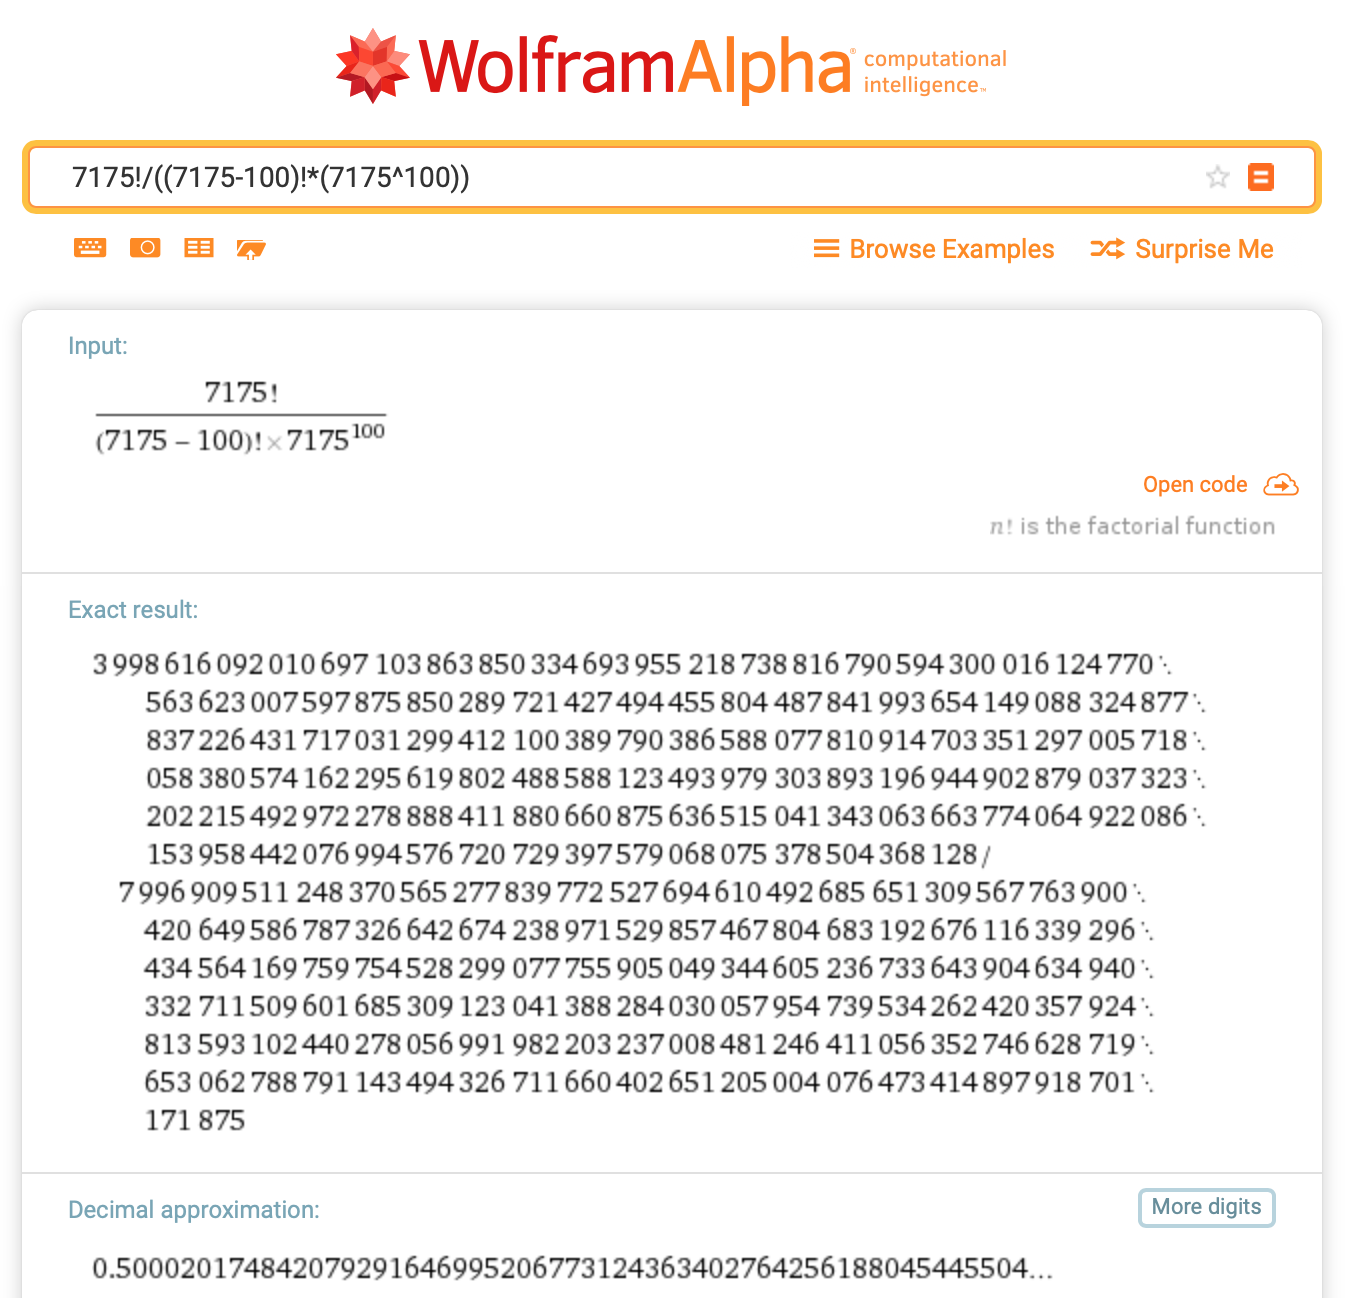 WolframAlpha® computational intelligence™
7175!/((7175-100)!*(7175^100))
Browse Examples Surprise Me
Input:
7175!
(7175 – 100)! × 7175^100
Open code
n! is the factorial function
Exact result:
3 998 616 092 010 697 103 863 850 334 693 955 218 738 816 790 594 300 016 124 770 ⋱
563 623 007 597 875 850 289 721 427 494 455 804 487 841 993 654 149 088 324 877 ⋱
837 226 431 717 031 299 412 100 389 790 386 588 077 810 914 703 351 297 005 718 ⋱
058 380 574 162 295 619 802 488 588 123 493 979 303 893 196 944 902 879 037 323 ⋱
202 215 492 972 278 888 411 880 660 875 636 515 041 343 063 663 774 064 922 086 ⋱
153 958 442 076 994 576 720 729 397 579 068 075 378 504 368 128 /
7 996 909 511 248 370 565 277 839 772 527 694 610 492 685 651 309 567 763 900 ⋱
420 649 586 787 326 642 674 238 971 529 857 467 804 683 192 676 116 339 296 ⋱
434 564 169 759 754 528 299 077 755 905 049 344 605 236 733 643 904 634 940 ⋱
332 711 509 601 685 309 123 041 388 284 030 057 954 739 534 262 420 357 924 ⋱
813 593 102 440 278 056 991 982 203 237 008 481 246 411 056 352 746 628 719 ⋱
653 062 788 791 143 494 326 711 660 402 651 205 004 076 473 414 897 918 701 ⋱
171 875
Decimal approximation:
More digits
0.500020174842079291646995206773124363402764256188045445504...